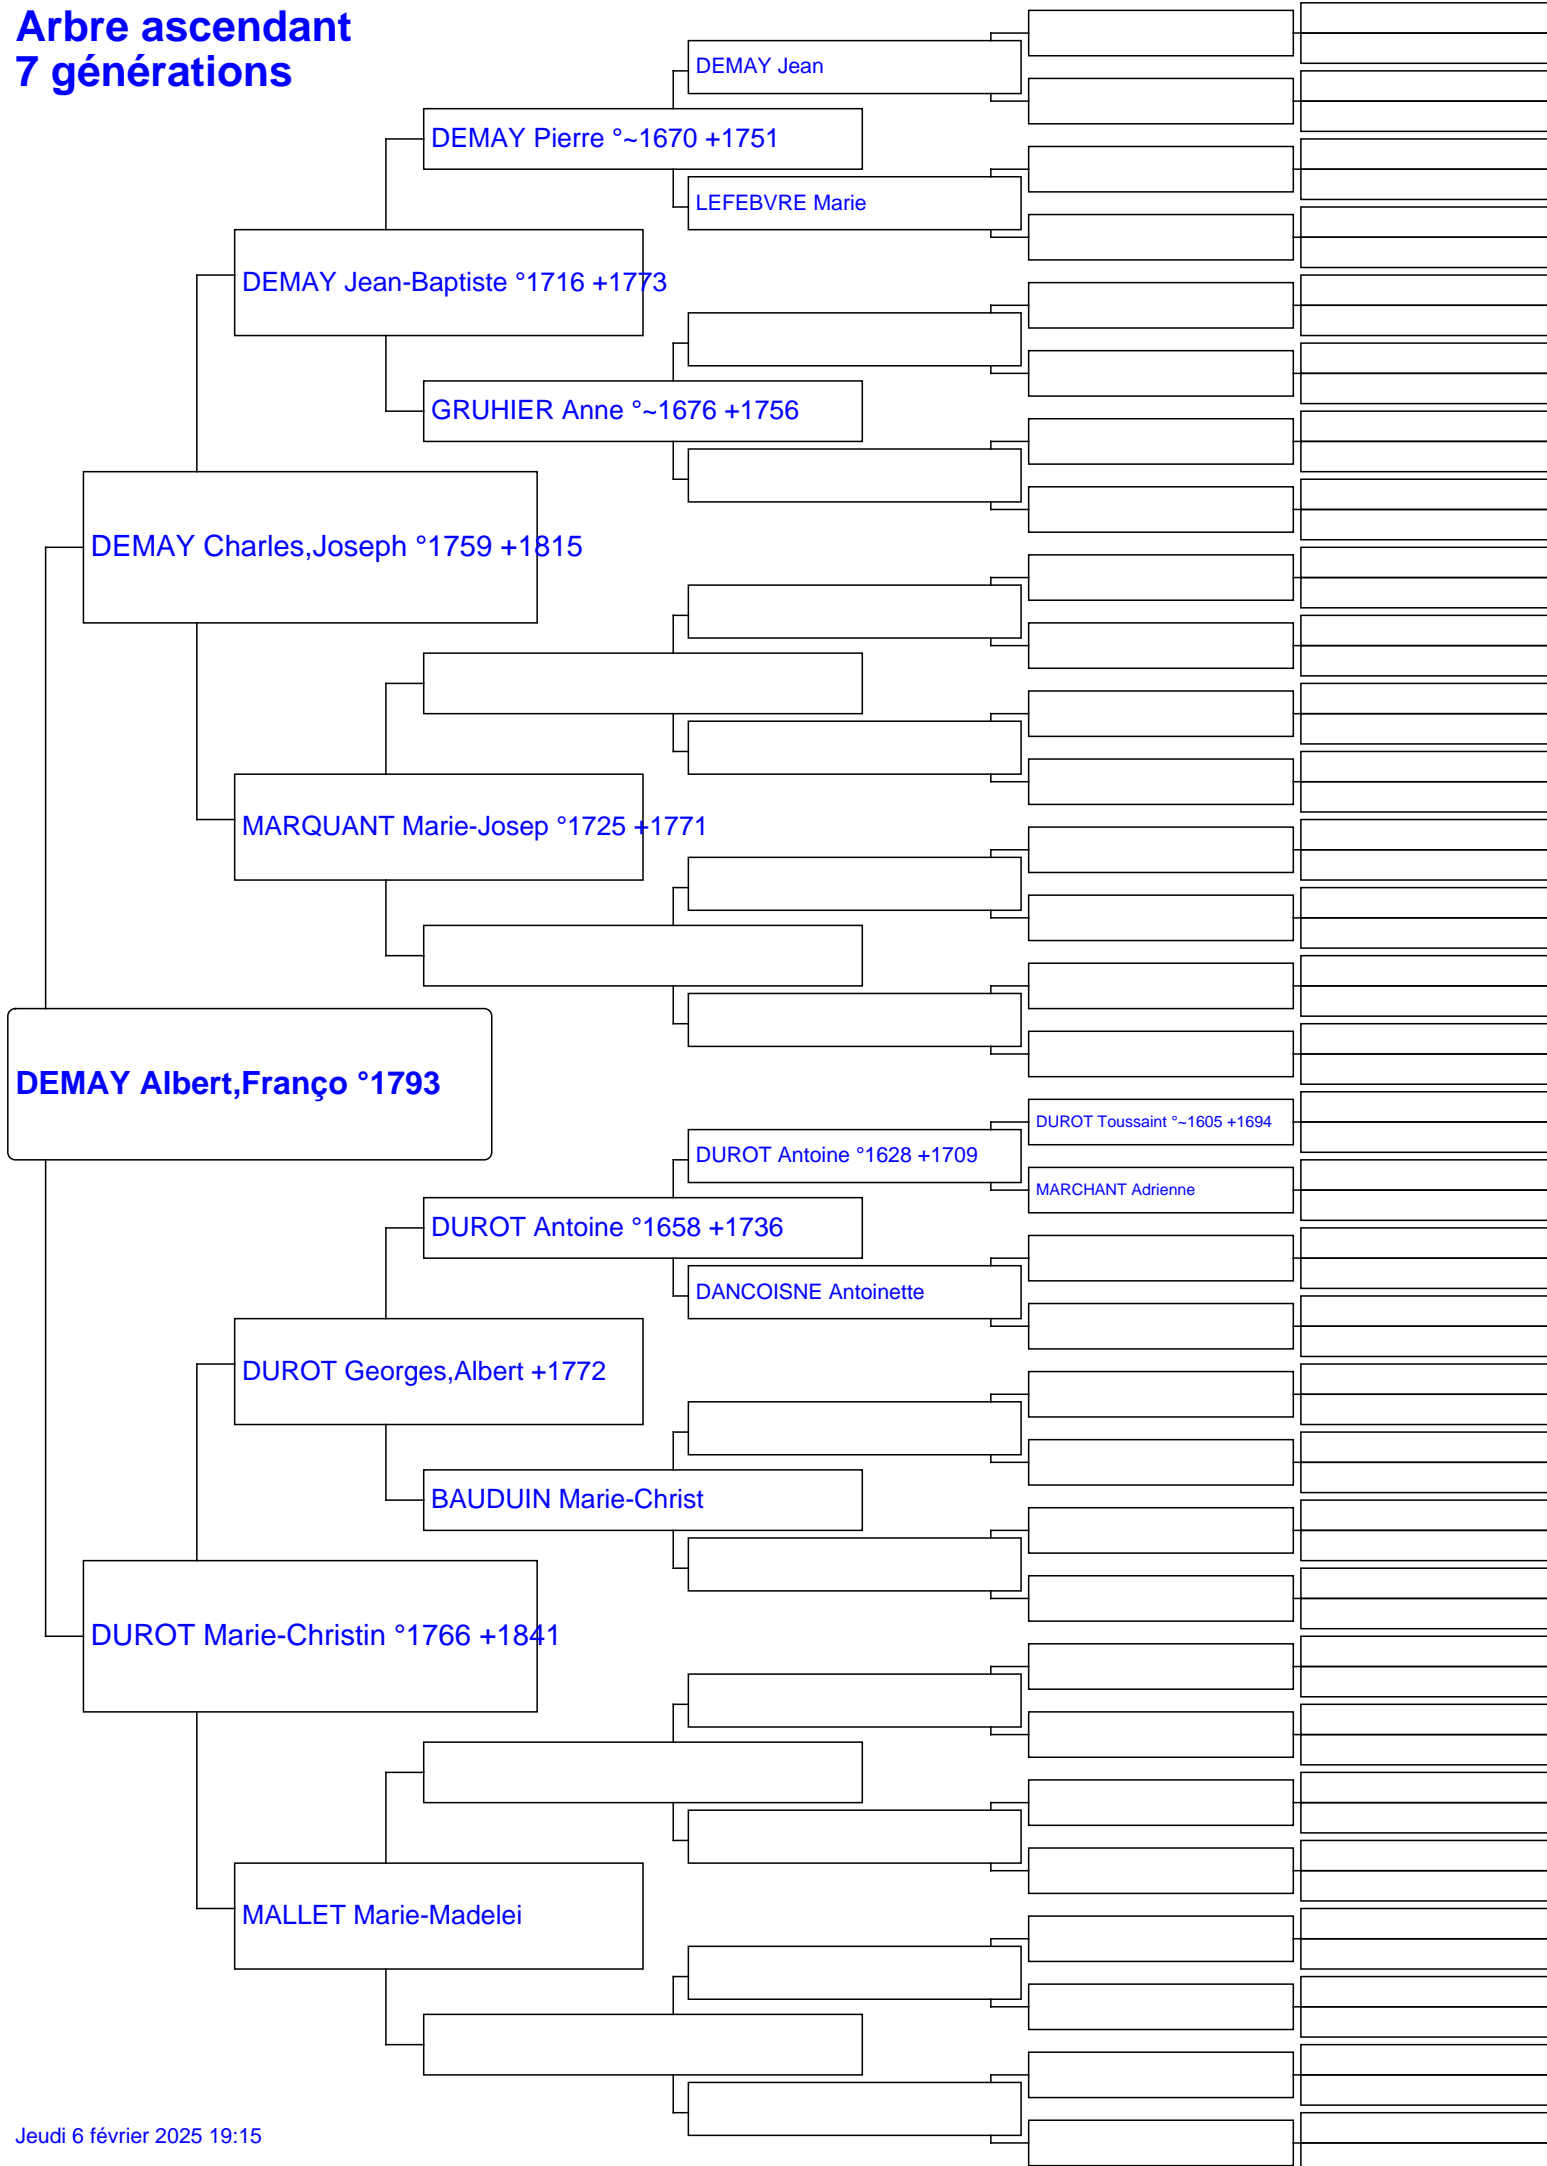 Arbre ascendant
7 générations
DEMAY Jean
DEMAY Pierre °~1670 +1751
LEFEBVRE Marie
DEMAY Jean-Baptiste °1716 +1773
GRUHIER Anne °~1676 +1756
DEMAY Charles,Joseph °1759 +1815
MARQUANT Marie-Josep °1725 +1771
DEMAY Albert,Franço °1793
DUROT Toussaint °~1605 +1694
DUROT Antoine °1628 +1709
MARCHANT Adrienne
DUROT Antoine °1658 +1736
DANCOISNE Antoinette
DUROT Georges,Albert +1772
BAUDUIN Marie-Christ
DUROT Marie-Christin °1766 +1841
MALLET Marie-Madelei
Jeudi 6 février 2025 19:15